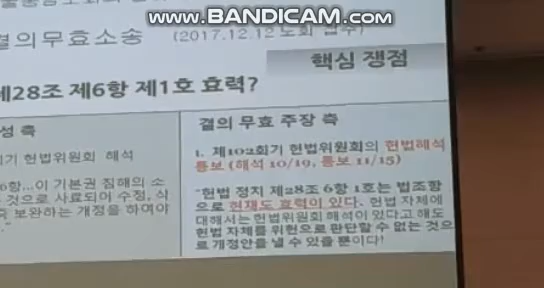 www.BANDICAM.com
결의무효소송 (2017.12.12 노회 접수)
핵심 쟁점
제28조 제6항 제1호 효력?
성 측
결의 무효 주장 측
기 헌법위원회 해석
1. 제102회기 헌법위원회의 헌법해석
통보 (해석 10/19, 통보 11/15)
6항...이 기본권 침해의 소
것으로 사료되어 수정, 삭
보완하는 개정을 하여야
"헌법 정치 제28조 6항 1호는 법조항
으로 현재도 효력이 있다. 헌법 자체에
대해서는 헌법위원회 해석이 있다고 해도
헌법 자체를 위헌으로 판단할 수 없는 것으
로 개정안을 낼 수 있을 뿐이다!